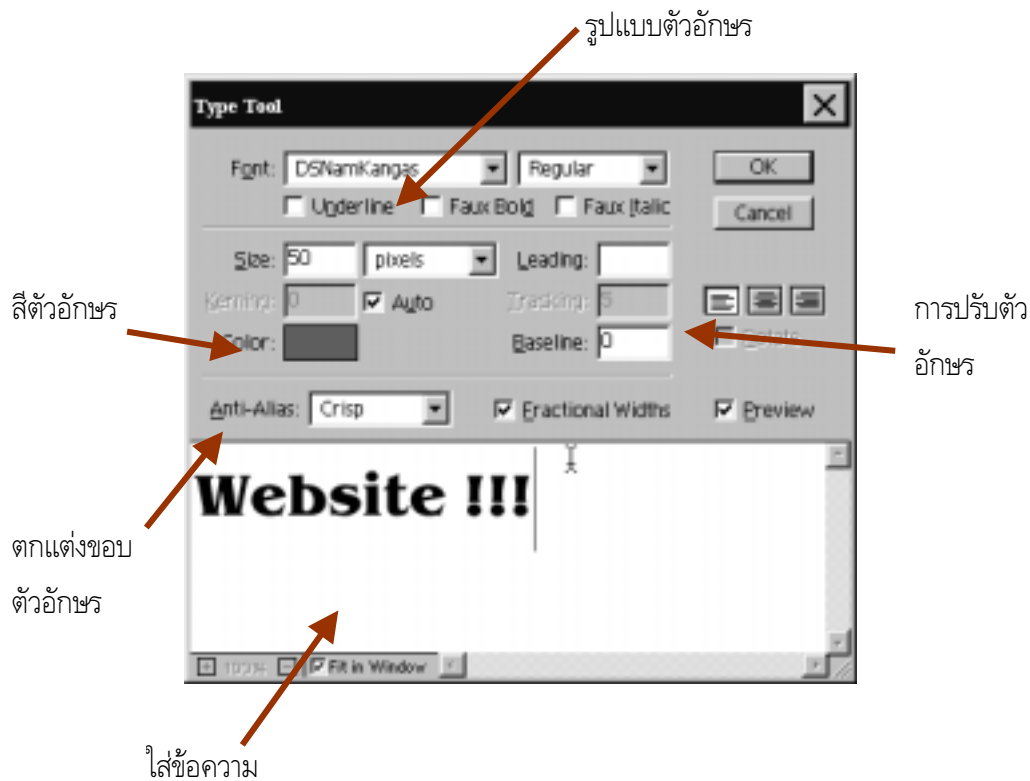 รูปแบบตัวอักษร
Type Tool
Font: DSNamKangas Regular OK
Underline Faux Bold Faux Italic Cancel
Size: 50 pixels Leading:
สีตัวอักษร Kerning: 0 Auto Tracking: 5 การปรับตัว
Color: Baseline: 0 Rotate อักษร
Anti-Alias: Crisp Fractional Widths Preview
Website !!!
ตกแต่งขอบ
ตัวอักษร
100% Fit in Window
ใส่ข้อความ